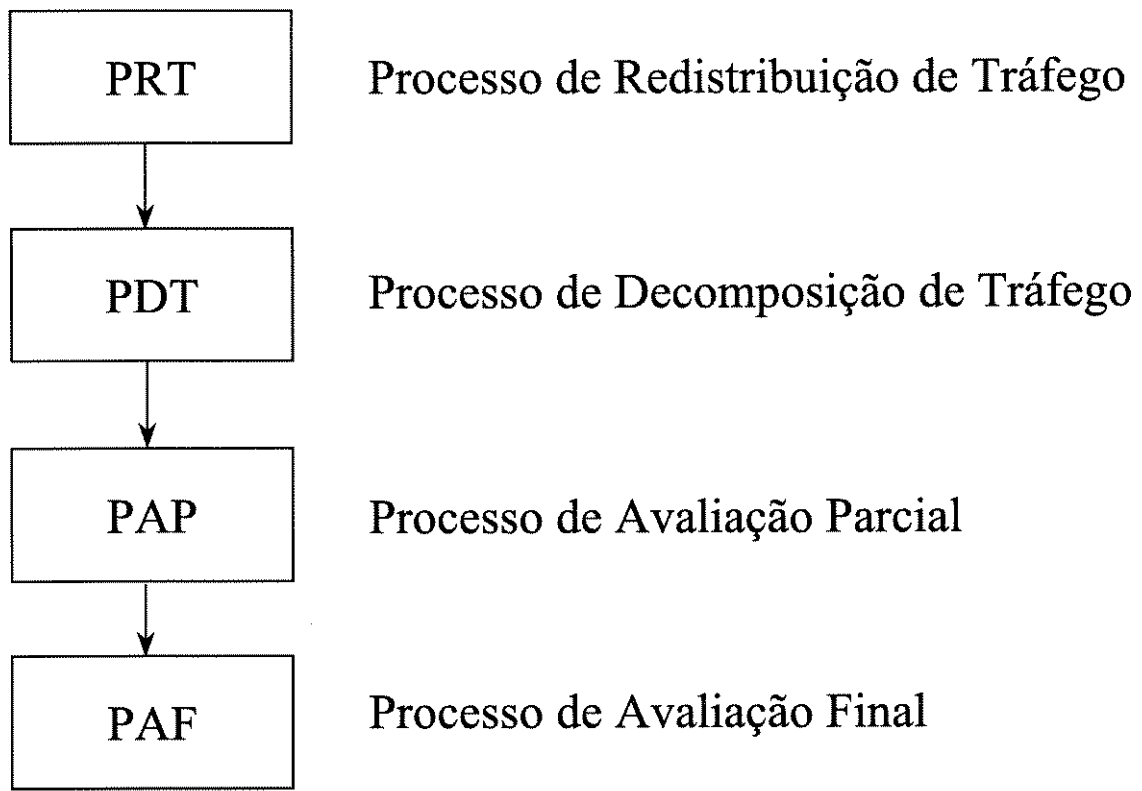 PRT Processo de Redistribuição de Tráfego
PDT Processo de Decomposição de Tráfego
PAP Processo de Avaliação Parcial
PAF Processo de Avaliação Final